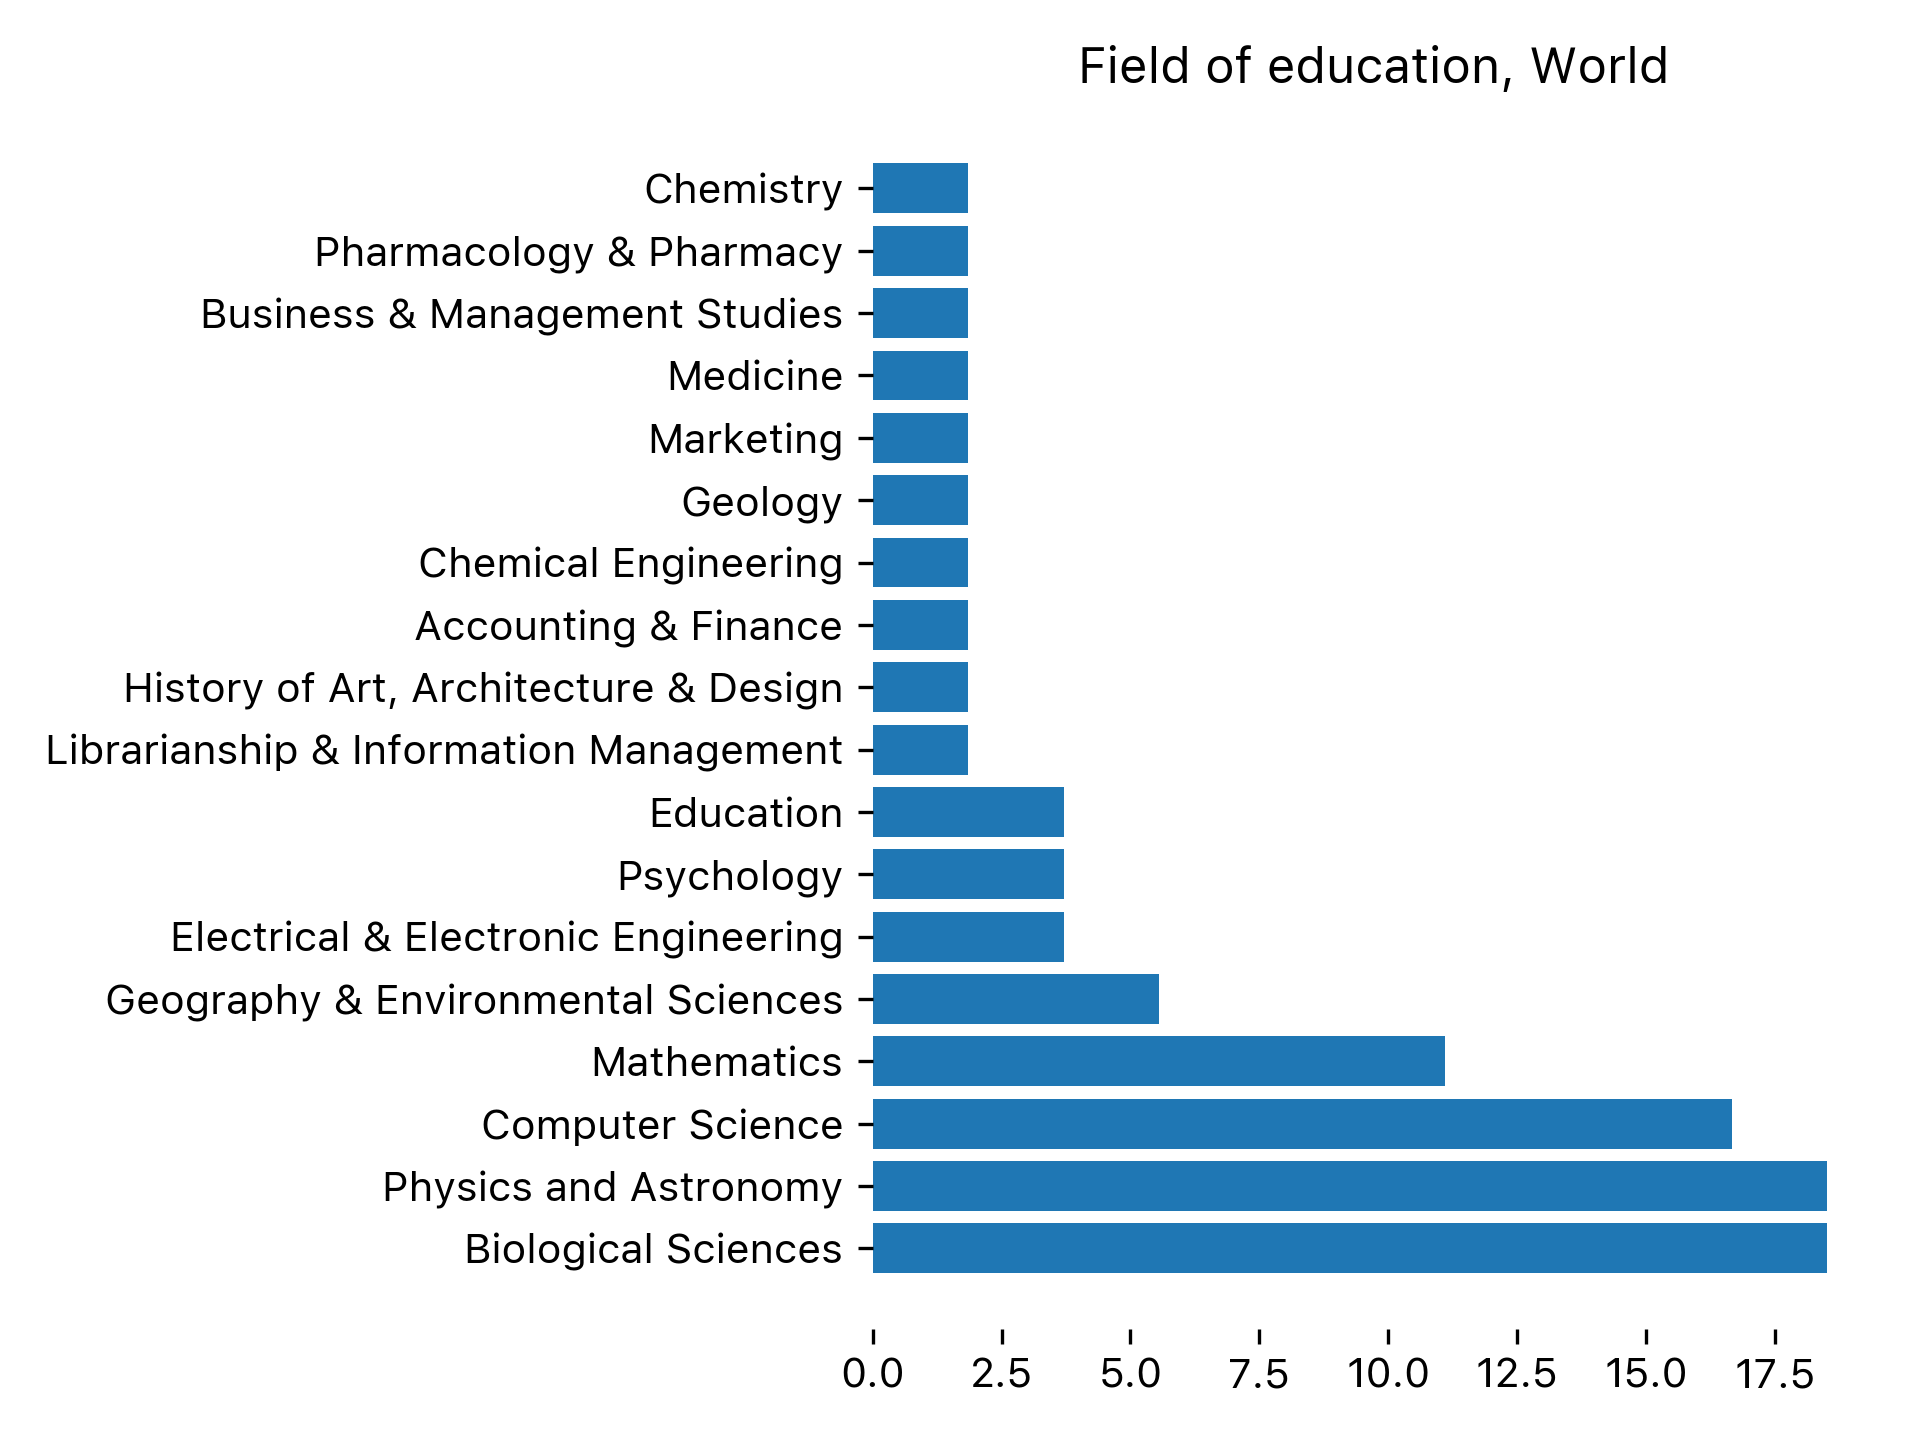 Field of education, World
Chemistry
Pharmacology & Pharmacy
Business & Management Studies
Medicine
Marketing
Geology
Chemical Engineering
Accounting & Finance
History of Art, Architecture & Design
Librarianship & Information Management
Education
Psychology
Electrical & Electronic Engineering
Geography & Environmental Sciences
Mathematics
Computer Science
Physics and Astronomy
Biological Sciences
0.0 2.5 5.0 7.5 10.0 12.5 15.0 17.5